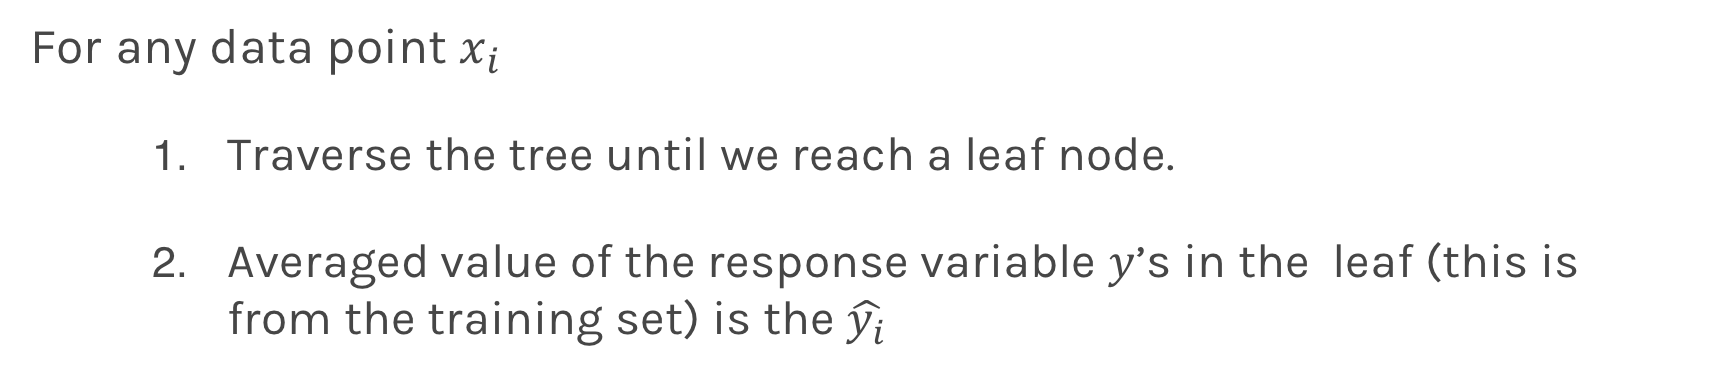 For any data point xᵢ
1. Traverse the tree until we reach a leaf node.
2. Averaged value of the response variable y’s in the leaf (this is
from the training set) is the ŷᵢ